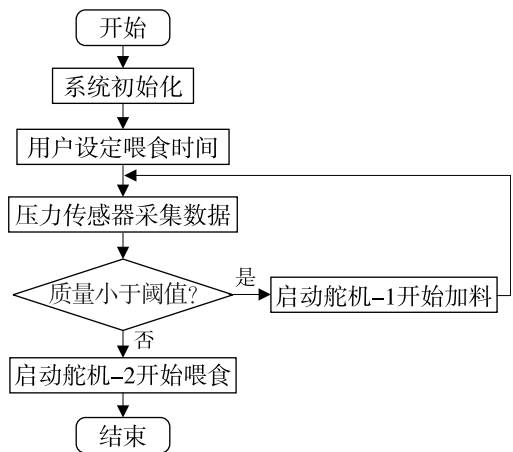 开始
系统初始化
用户设定喂食时间
压力传感器采集数据
质量小于阈值?
是
启动舵机-1开始加料
否
启动舵机-2开始喂食
结束